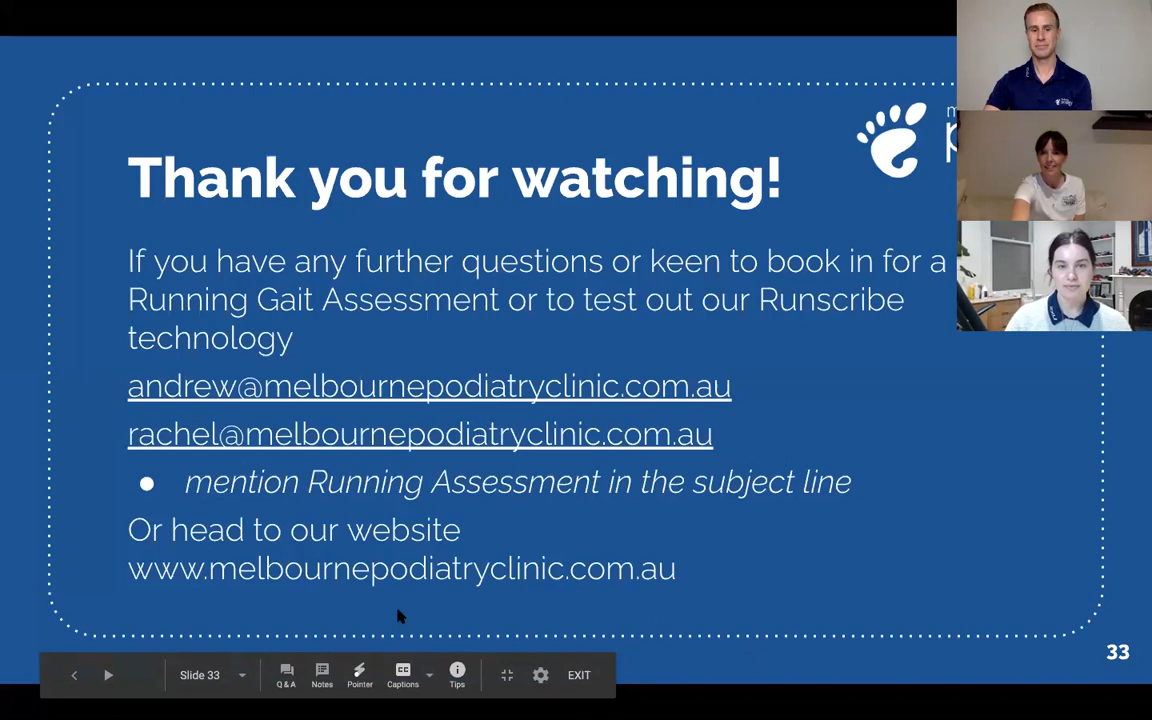 Thank you for watching!
If you have any further questions or keen to book in for a
Running Gait Assessment or to test out our Runscribe
technology
andrew@melbournepodiatryclinic.com.au
rachel@melbournepodiatryclinic.com.au
● mention Running Assessment in the subject line
Or head to our website
www.melbournepodiatryclinic.com.au
33
Slide 33
Q & A
Notes
Pointer
CC
Captions
Tips
EXIT